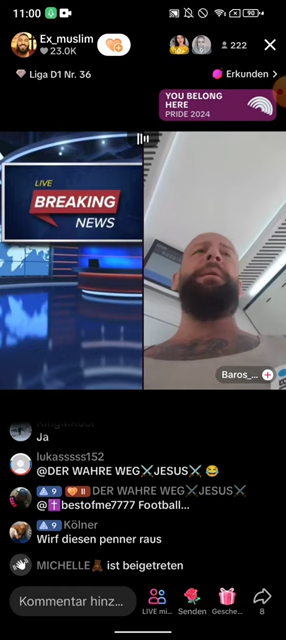 11:00
90
Ex_muslim
23.0K
222
Liga D1 Nr. 36
Erkunden >
YOU BELONG
HERE
PRIDE 2024
LIVE
BREAKING
NEWS
Baros_...
Ja
lukasssss152
@DER WAHRE WEG⚔JESUS⚔ 😂
9 II DER WAHRE WEG⚔JESUS⚔
@✝bestofme7777 Football...
9 Kölner
Wirf diesen penner raus
MICHELLE🧸 ist beigetreten
Kommentar hinz...
LIVE mi...
Senden
Gesche...
8